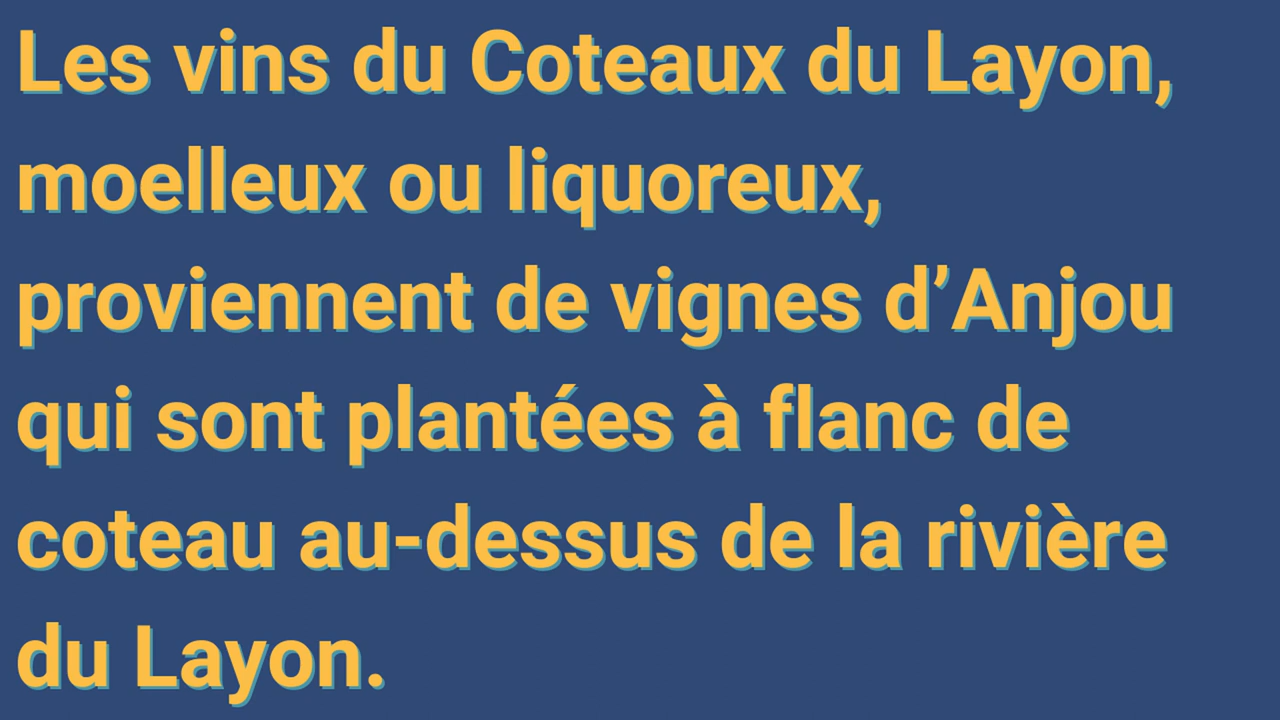 Les vins du Coteaux du Layon,
moelleux ou liquoreux,
proviennent de vignes d’Anjou
qui sont plantées à flanc de
coteau au-dessus de la rivière
du Layon.